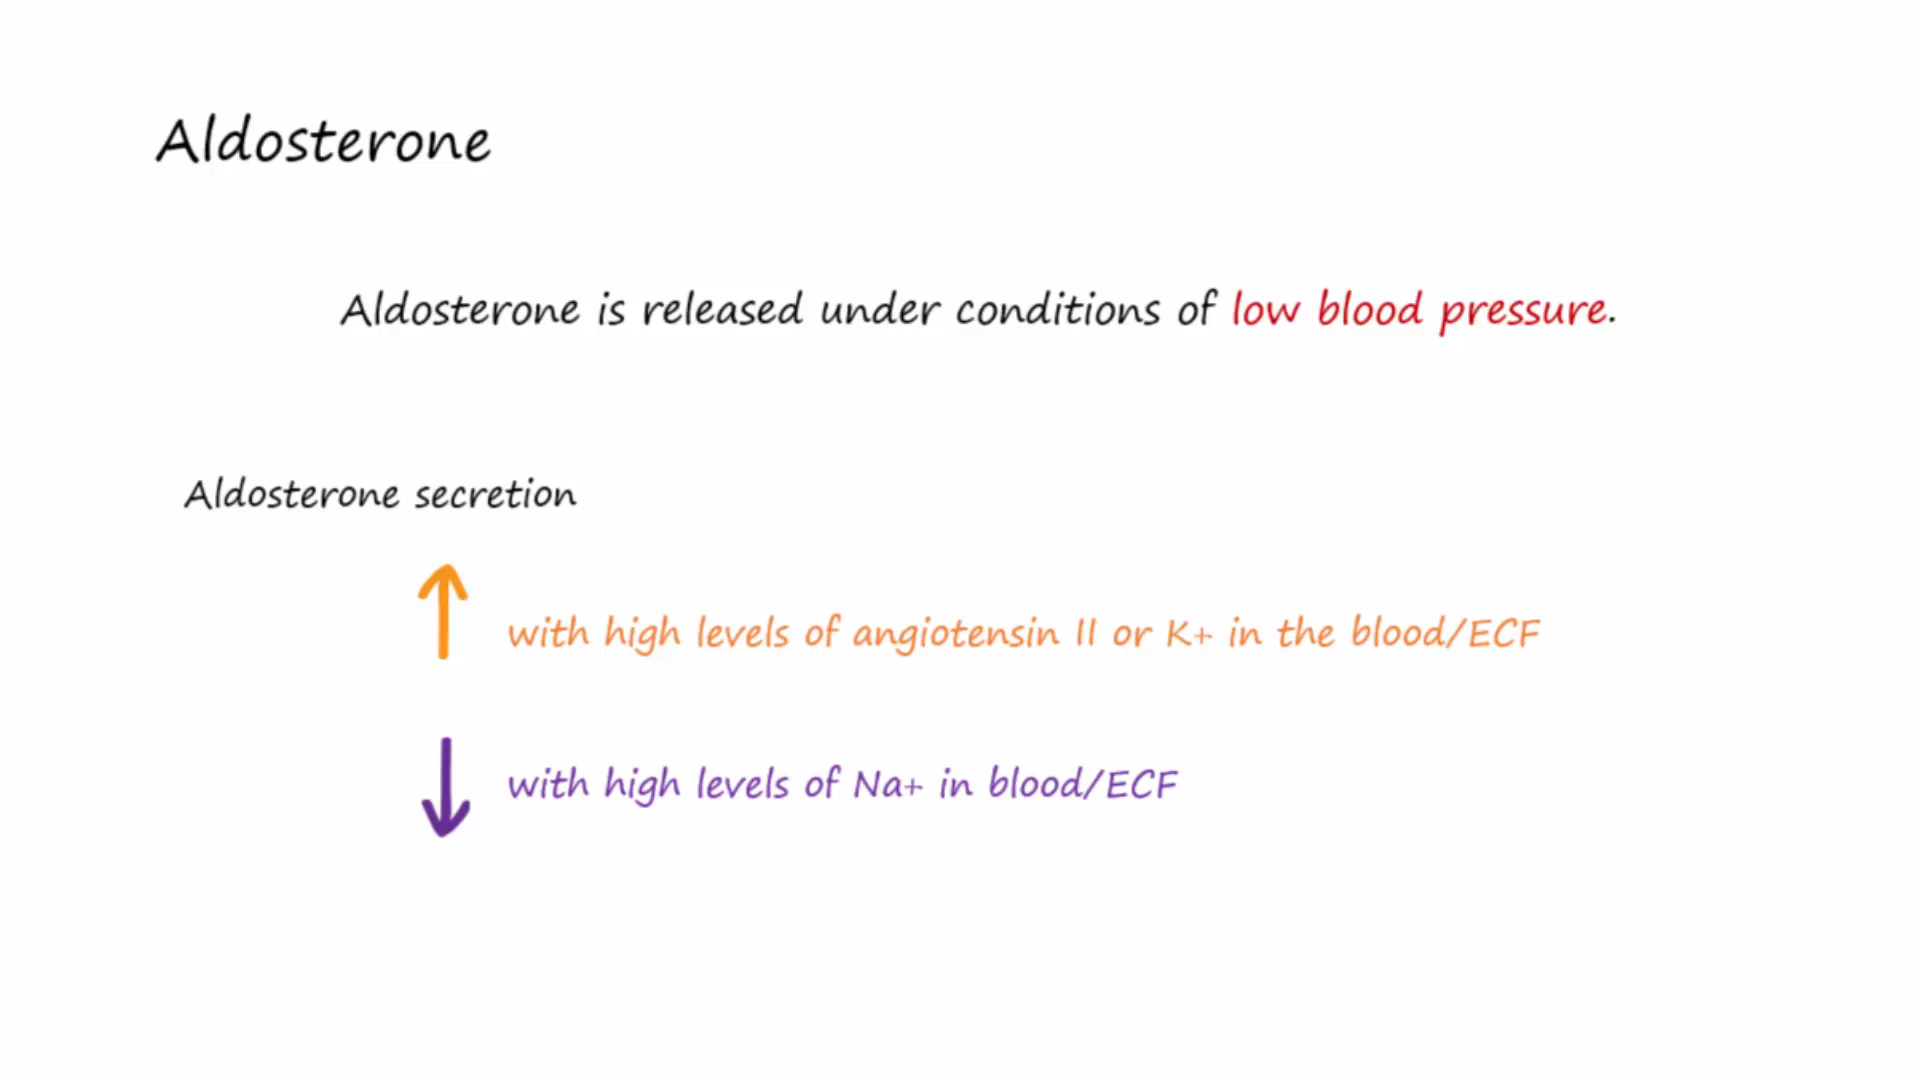 Aldosterone
Aldosterone is released under conditions of low blood pressure.
Aldosterone secretion
with high levels of angiotensin II or K+ in the blood/ECF
with high levels of Na+ in blood/ECF